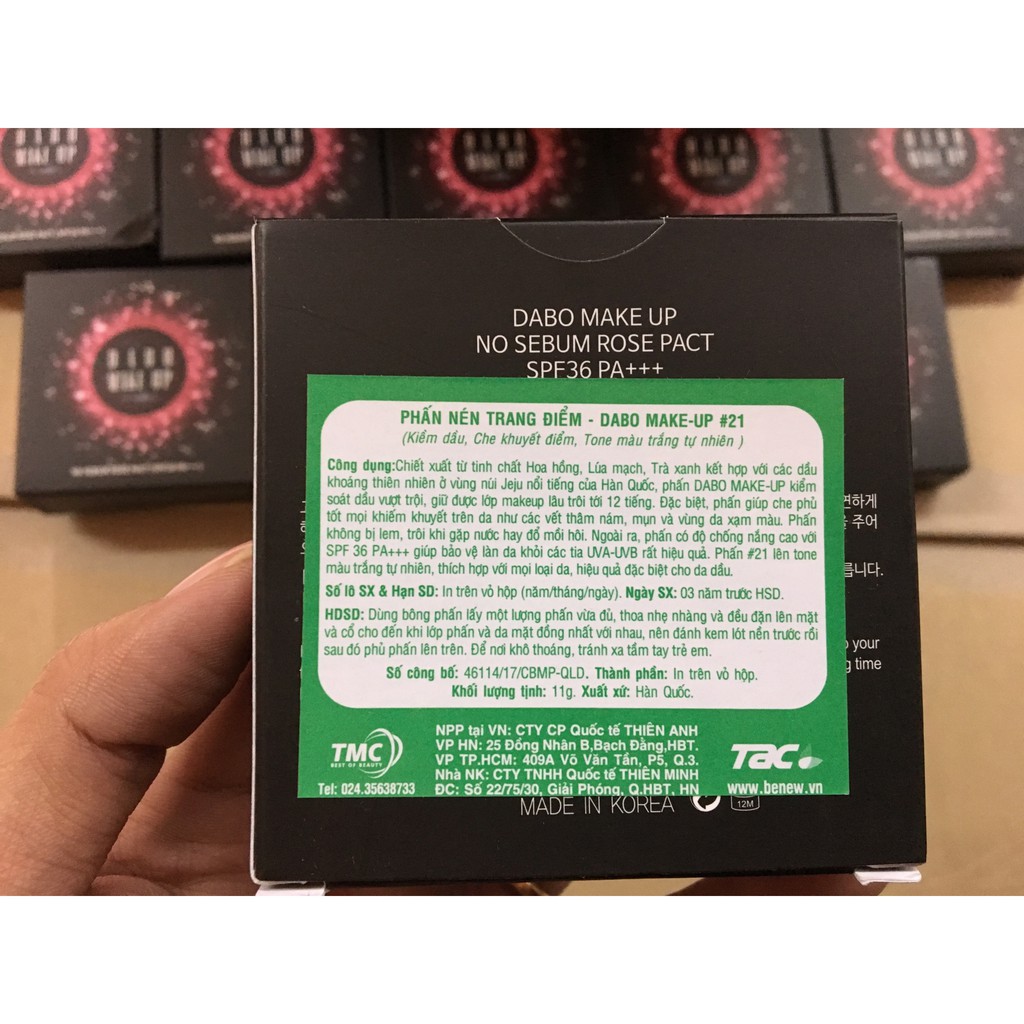 DABO
MAKE UP
DABO MAKE UP
NO SEBUM ROSE PACT
SPF36 PA+++
PHẤN NÉN TRANG ĐIỂM - DABO MAKE-UP #21
(Kiềm dầu, Che khuyết điểm, Tone màu trắng tự nhiên )
Công dụng:Chiết xuất từ tinh chất Hoa hồng, Lúa mạch, Trà xanh kết hợp với các dầu
khoáng thiên nhiên ở vùng núi Jeju nổi tiếng của Hàn Quốc, phấn DABO MAKE-UP kiểm
soát dầu vượt trội, giữ được lớp makeup lâu trôi tới 12 tiếng. Đặc biệt, phấn giúp che phủ
tốt mọi khiếm khuyết trên da như các vết thâm nám, mụn và vùng da xạm màu. Phấn
không bị lem, trôi khi gặp nước hay đổ mồi hôi. Ngoài ra, phấn có độ chống nắng cao với
SPF 36 PA+++ giúp bảo vệ làn da khỏi các tia UVA-UVB rất hiệu quả. Phấn #21 lên tone
màu trắng tự nhiên, thích hợp với mọi loại da, hiệu quả đặc biệt cho da dầu.
Số lô SX & Hạn SD: In trên vỏ hộp (năm/tháng/ngày). Ngày SX: 03 năm trước HSD.
HDSD: Dùng bông phấn lấy một lượng phấn vừa đủ, thoa nhẹ nhàng và đều đặn lên mặt
và cổ cho đến khi lớp phấn và da mặt đồng nhất với nhau, nên đánh kem lót nền trước rồi
sau đó phủ phấn lên trên. Để nơi khô thoáng, tránh xa tầm tay trẻ em.
Số công bố: 46114/17/CBMP-QLD. Thành phần: In trên vỏ hộp.
Khối lượng tịnh: 11g. Xuất xứ: Hàn Quốc.
면하게
주어
릅니다.
o your
g time
TMC
BEST OF BEAUTY
Tel: 024.35638733
NPP tại VN: CTY CP Quốc tế THIÊN ANH
VP HN: 25 Đồng Nhân B,Bạch Đằng,HBT.
VP TP.HCM: 409A Võ Văn Tần, P5, Q.3.
Nhà NK: CTY TNHH Quốc tế THIÊN MINH
ĐC: Số 22/75/30, Giải Phóng, Q.HBT, HN
TAC
www.benew.vn
MADE IN KOREA
12M